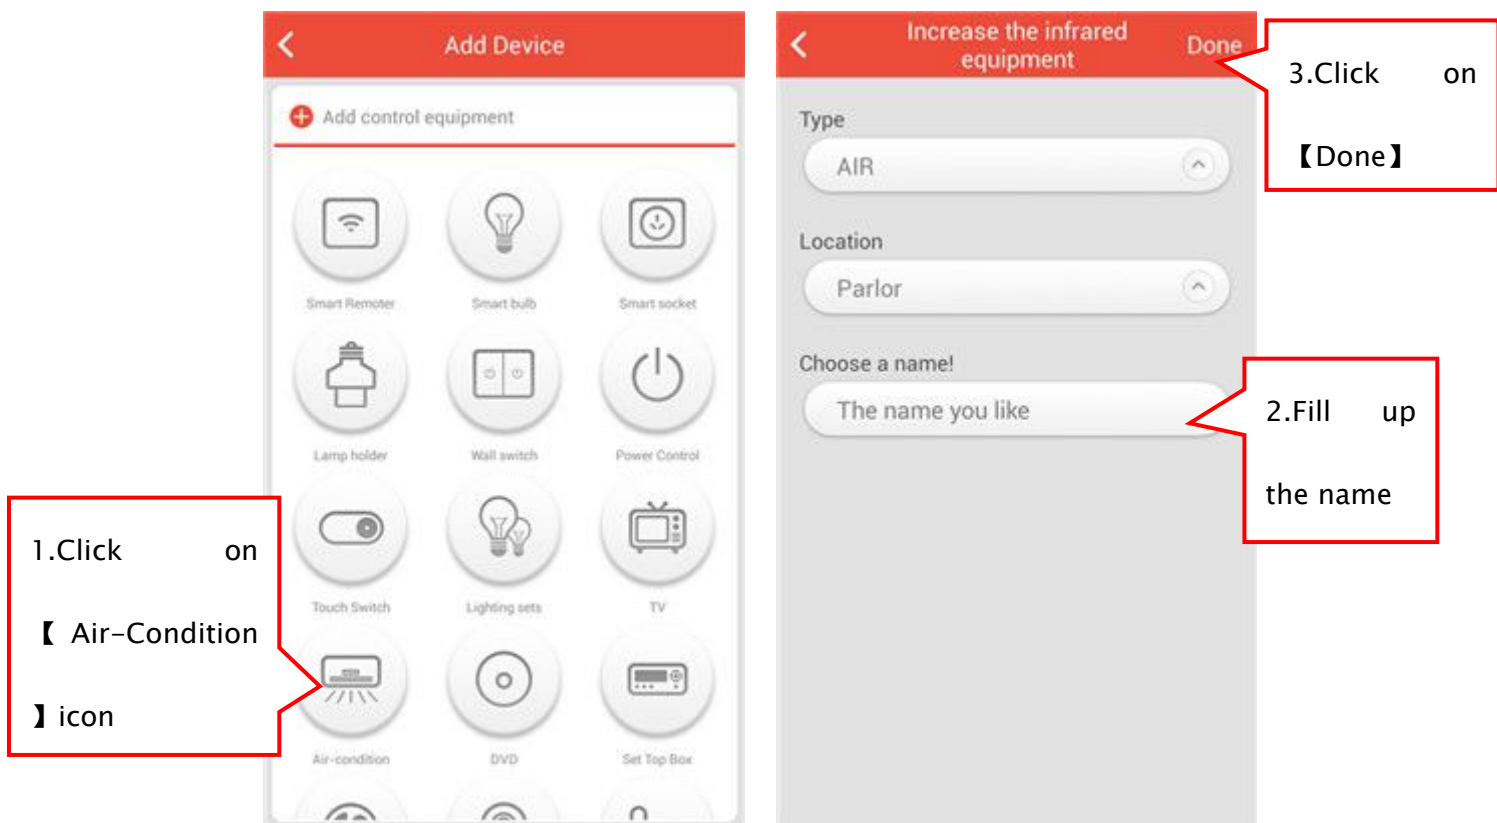 Add Device
Add control equipment
Smart Remoter
Smart bulb
Smart socket
Lamp holder
Wall switch
Power Control
Touch Switch
Lighting sets
TV
Air-condition
DVD
Set Top Box
1.Click on
【 Air-Condition
】icon
Increase the infrared
equipment
Done
Type
AIR
Location
Parlor
Choose a name!
The name you like
3.Click on
【Done】
2.Fill up
the name